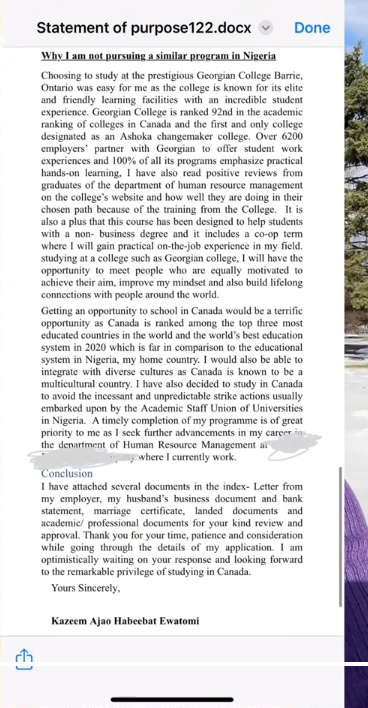 Statement of purpose122.docx
Done
Why I am not pursuing a similar program in Nigeria
Choosing to study at the prestigious Georgian College Barrie,
Ontario was easy for me as the college is known for its elite
and friendly learning facilities with an incredible student
experience. Georgian College is ranked 92nd in the academic
ranking of colleges in Canada and the first and only college
designated as an Ashoka changemaker college. Over 6200
employers' partner with Georgian to offer student work
experiences and 100% of all its programs emphasize practical
hands-on learning, I have also read positive reviews from
graduates of the department of human resource management
on the college's website and how well they are doing in their
chosen path because of the training from the College. It is
also a plus that this course has been designed to help students
with a non- business degree and it includes a co-op term
where I will gain practical on-the-job experience in my field.
studying at a college such as Georgian college, I will have the
opportunity to meet people who are equally motivated to
achieve their aim, improve my mindset and also build lifelong
connections with people around the world.
Getting an opportunity to school in Canada would be a terrific
opportunity as Canada is ranked among the top three most
educated countries in the world and the world's best education
system in 2020 which is far in comparison to the educational
system in Nigeria, my home country. I would also be able to
integrate with diverse cultures as Canada is known to be a
multicultural country. I have also decided to study in Canada
to avoid the incessant and unpredictable strike actions usually
embarked upon by the Academic Staff Union of Universities
in Nigeria. A timely completion of my programme is of great
priority to me as I seek further advancements in my career in
the department of Human Resource Management at
where I currently work.
Conclusion
I have attached several documents in the index- Letter from
my employer, my husband's business document and bank
statement, marriage certificate, landed documents and
academic/ professional documents for your kind review and
approval. Thank you for your time, patience and consideration
while going through the details of my application. I am
optimistically waiting on your response and looking forward
to the remarkable privilege of studying in Canada.
Yours Sincerely,
Kazeem Ajao Habeebat Ewatomi